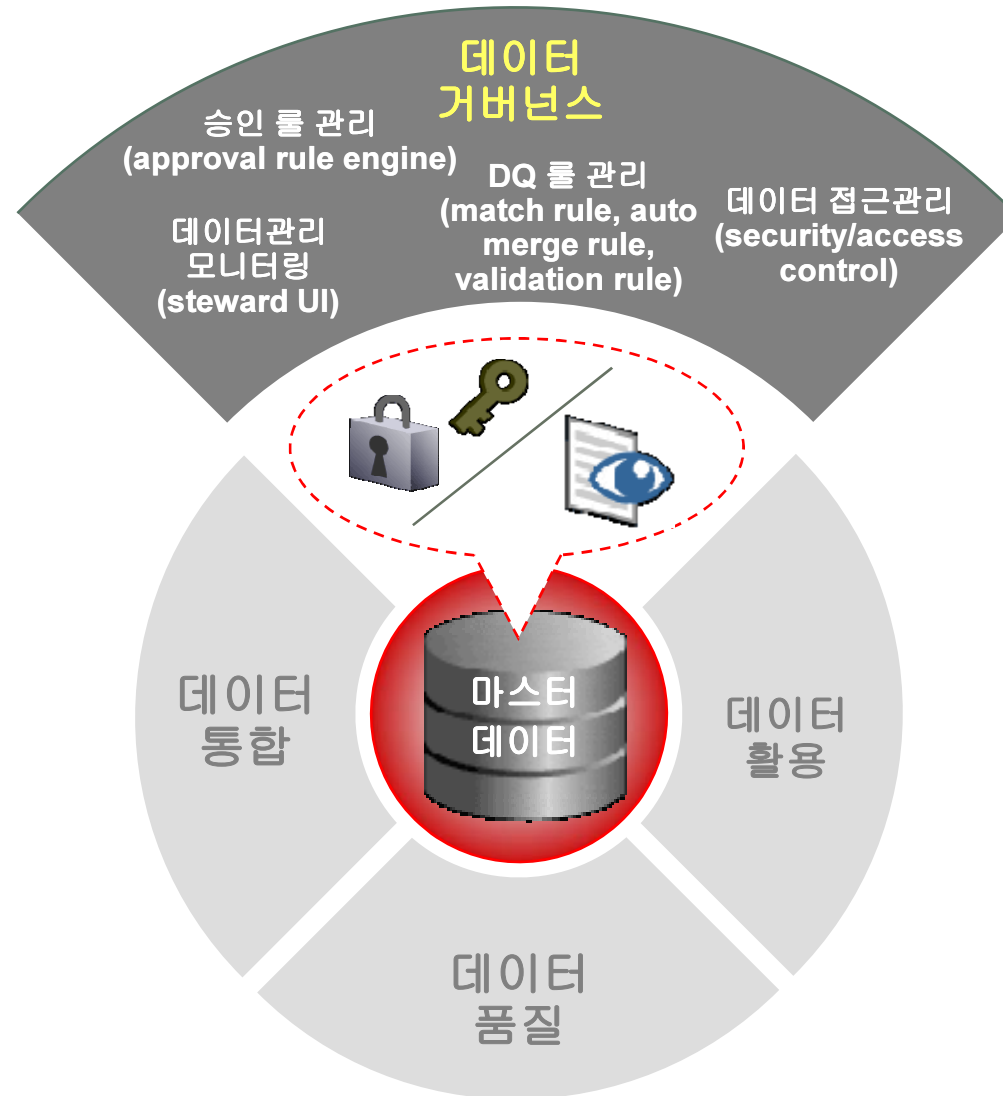 데이터
거버넌스
승인 룰 관리
(approval rule engine)
데이터관리
모니터링
(steward UI)
DQ 룰 관리
(match rule, auto
merge rule,
validation rule)
데이터 접근관리
(security/access
control)
데이터
통합
마스터
데이터
데이터
활용
데이터
품질